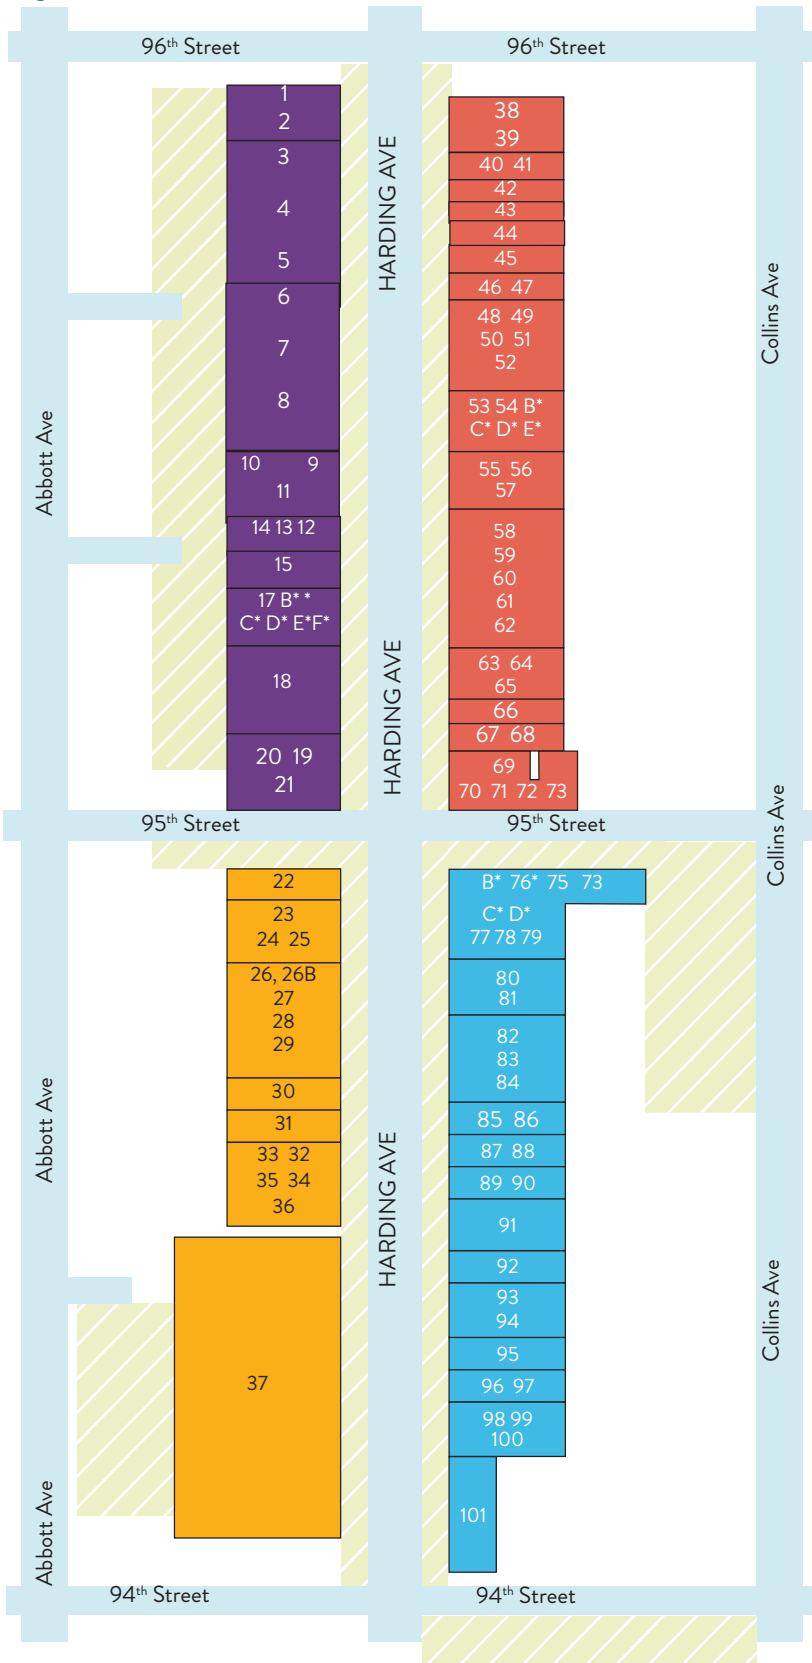 96th Street
96th Street
1
2
3
4
5
6
7
8
10 9
11
14 13 12
15
17 B* *
C* D* E*F*
18
20 19
21
HARDING AVE
HARDING AVE
38
39
40 41
42
43
44
45
46 47
48 49
50 51
52
53 54 B*
C* D* E*
55 56
57
58
59
60
61
62
63 64
65
66
67 68
69
70 71 72 73
Abbott Ave
Collins Ave
95th Street
95th Street
Collins Ave
22
23
24 25
26, 26B
27
28
29
30
31
33 32
35 34
36
37
Abbott Ave
Abbott Ave
HARDING AVE
B* 76* 75 73
C* D*
77 78 79
80
81
82
83
84
85 86
87 88
89 90
91
92
93
94
95
96 97
98 99
100
101
Collins Ave
94th Street
94th Street